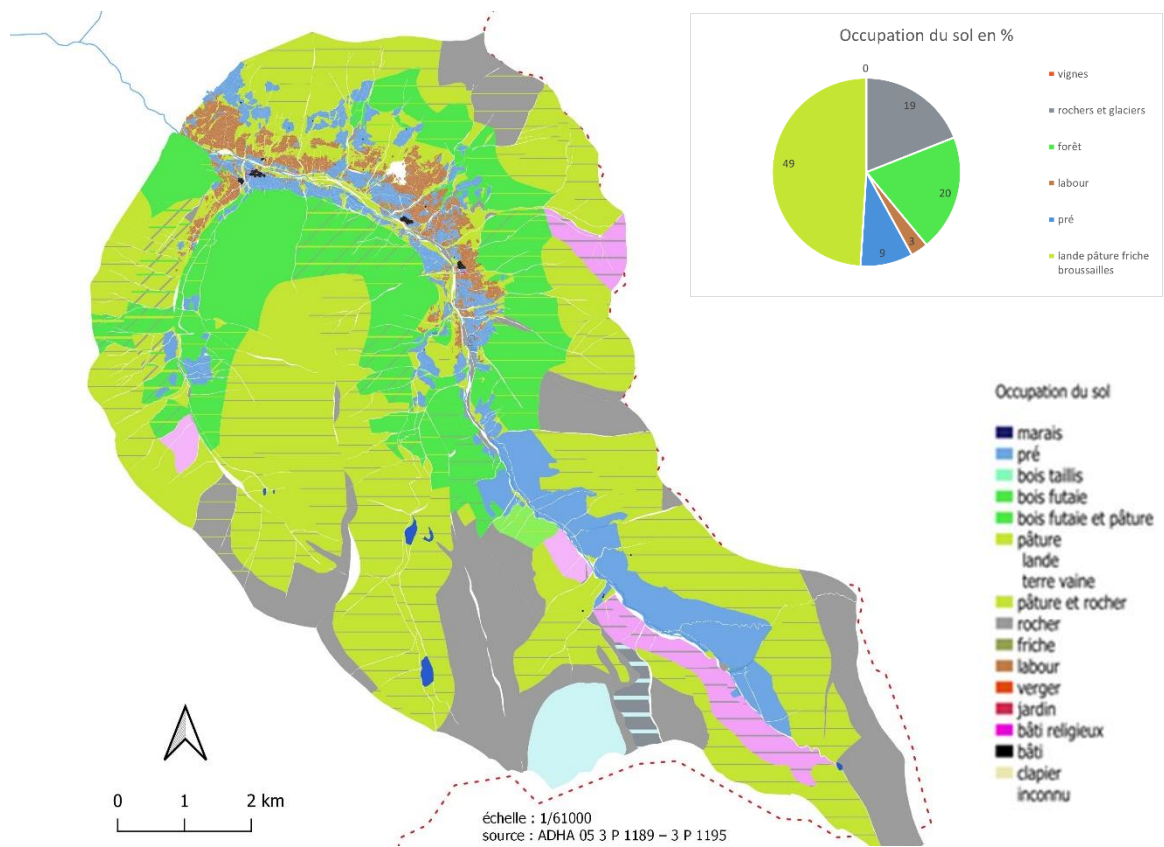 Occupation du sol en %
0
19
49
20
3
9
vignes
rochers et glaciers
forêt
labour
pré
lande pâture friche
broussailles
Occupation du sol
marais
pré
bois taillis
bois futaie
bois futaie et pâture
pâture
lande
terre vaine
pâture et rocher
rocher
friche
labour
verger
jardin
bâti religieux
bâti
clapier
inconnu
0 1 2 km
échelle : 1/61000
source : ADHA 05 3 P 1189 – 3 P 1195